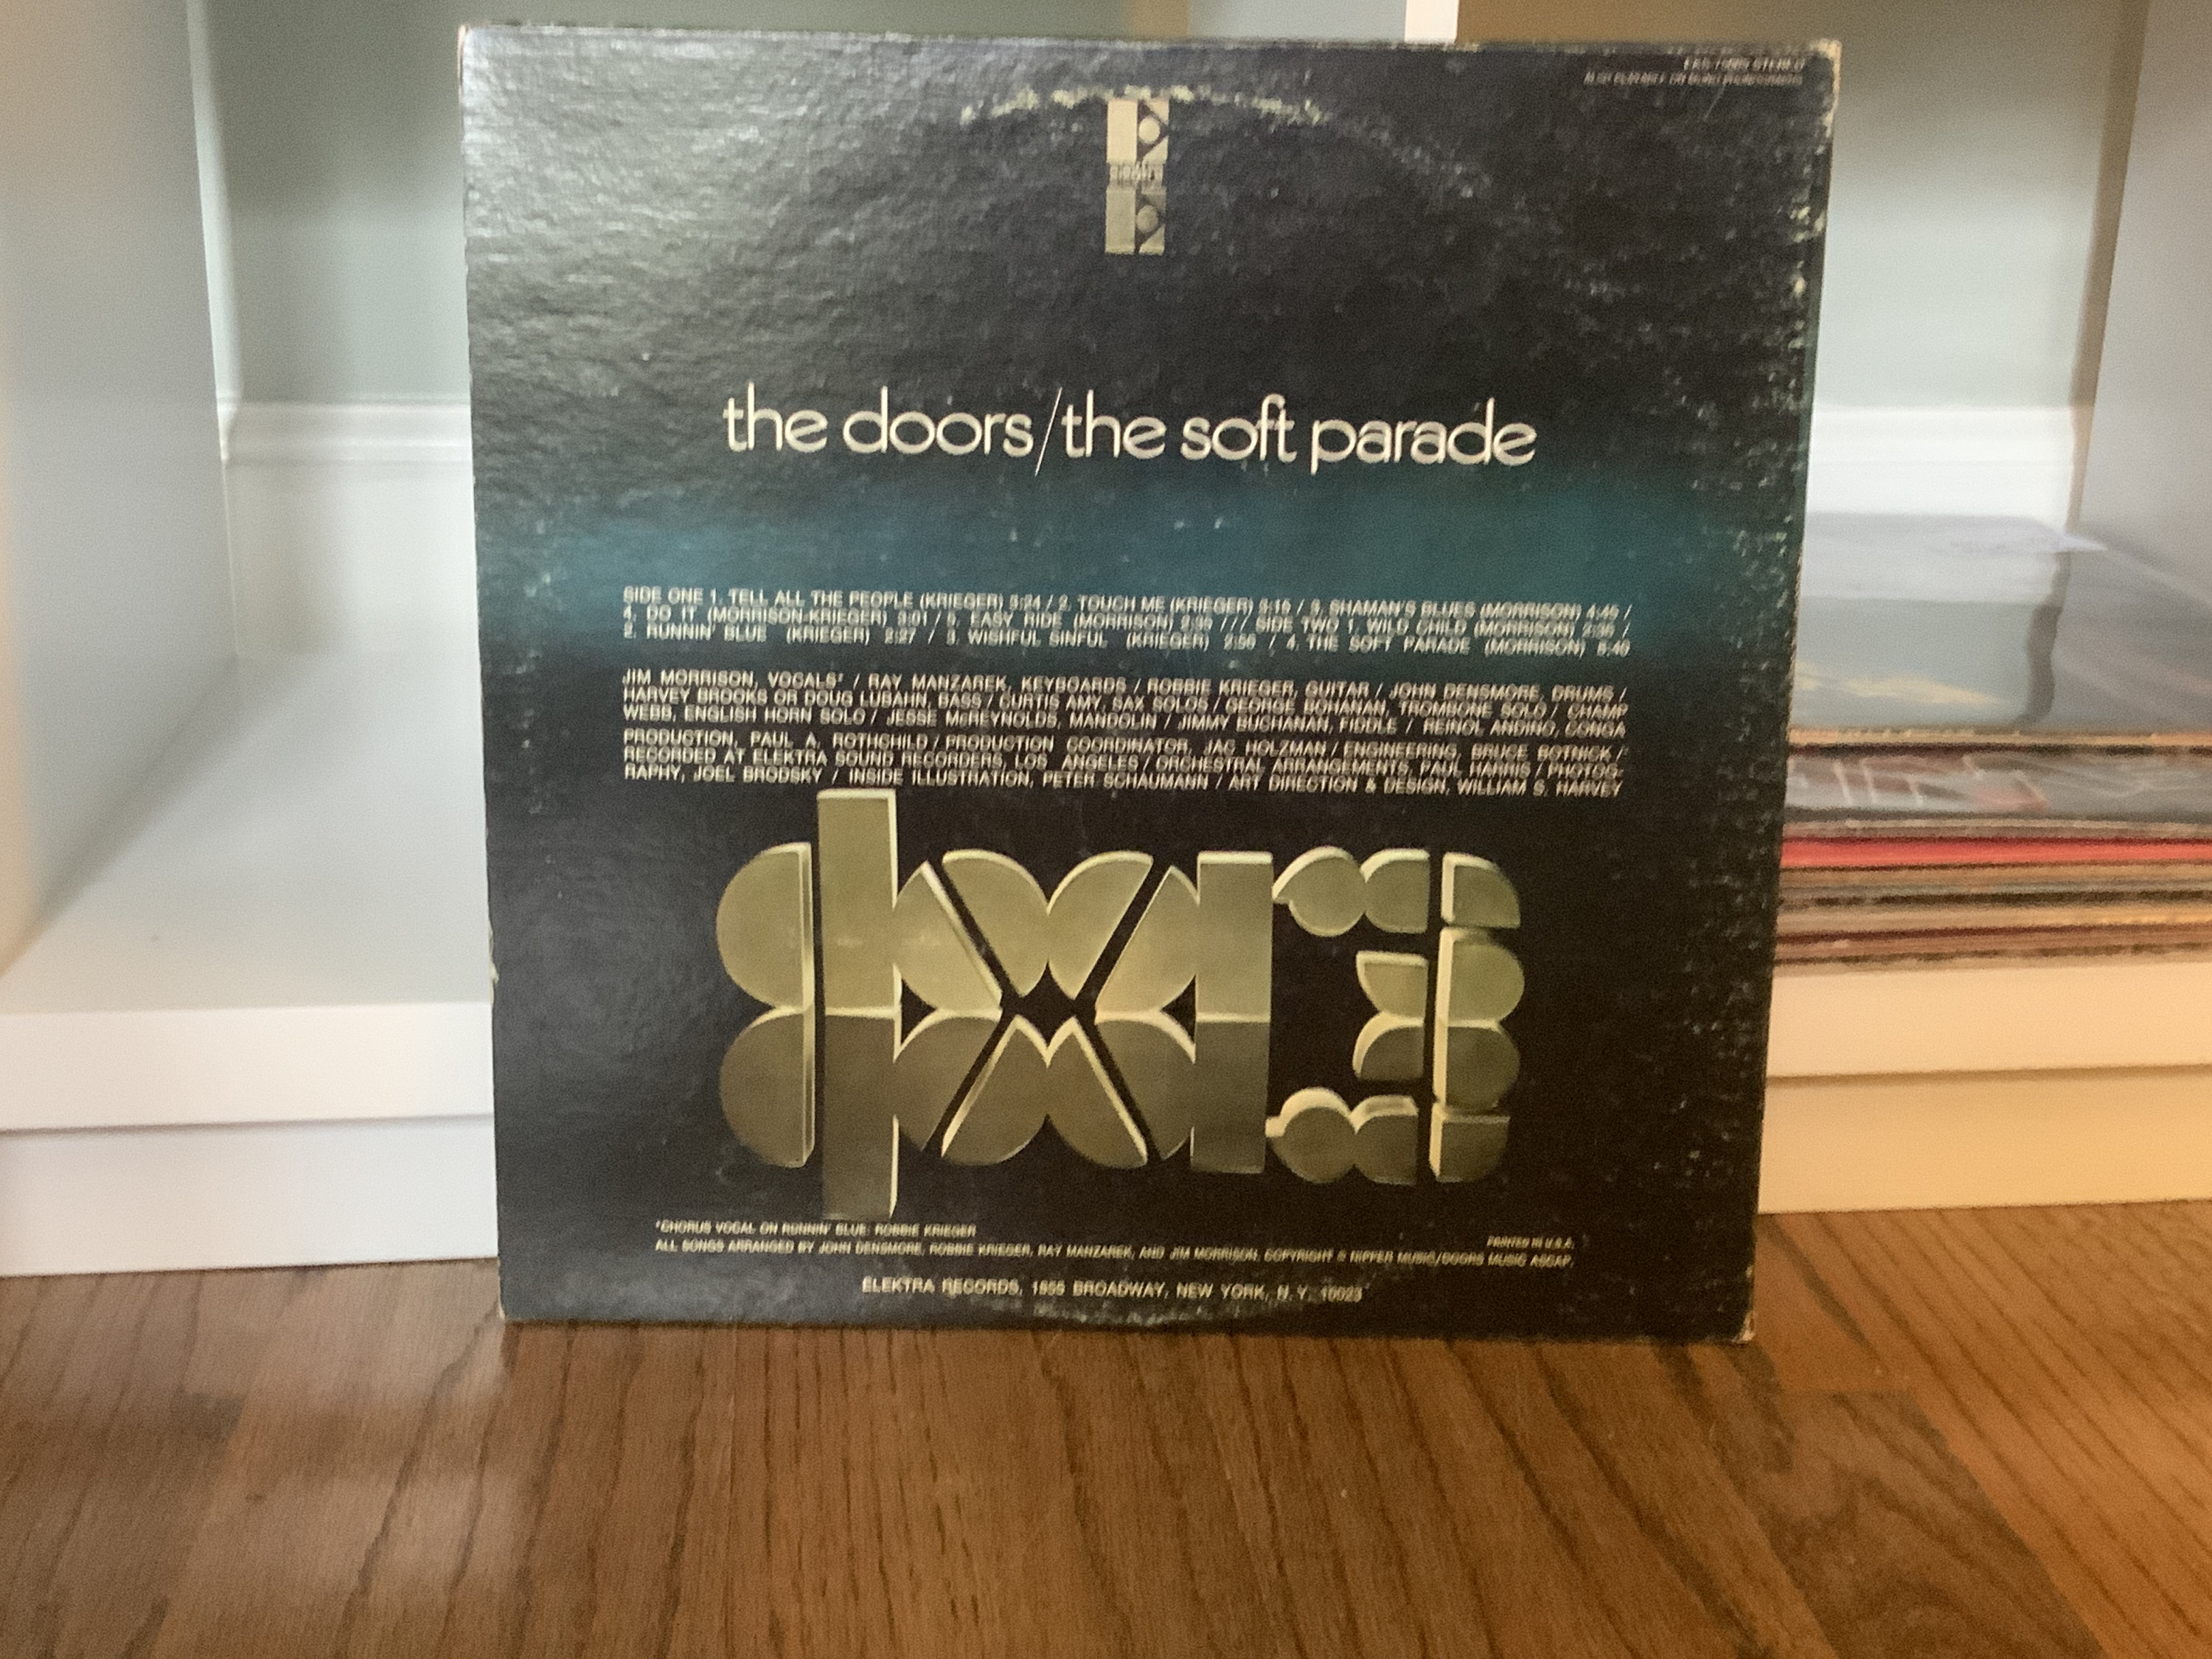 STEREO
elektra
the doors/the soft parade
SIDE ONE 1. TELL ALL THE PEOPLE (KRIEGER) 3:24 / 2. TOUCH ME (KRIEGER) 3:15 / 3. SHAMAN'S BLUES (MORRISON) 4:45 /
4. DO IT (MORRISON-KRIEGER) 3:01 / 5. EASY RIDE (MORRISON) 2:35 / / / SIDE TWO 1. WILD CHILD (MORRISON) 2:36 /
2. RUNNIN' BLUE (KRIEGER) 2:27 / 3. WISHFUL SINFUL (KRIEGER) 2:56 / 4. THE SOFT PARADE (MORRISON) 8:40
JIM MORRISON, VOCALS* / RAY MANZAREK, KEYBOARDS / ROBBIE KRIEGER, GUITAR / JOHN DENSMORE, DRUMS /
HARVEY BROOKS OR DOUG LUBAHN, BASS / CURTIS AMY, SAX SOLOS / GEORGE BOHANAN, TROMBONE SOLO / CHAMP
WEBB, ENGLISH HORN SOLO / JESSE McREYNOLDS, MANDOLIN / JIMMY BUCHANAN, FIDDLE / REINOL ANDINO, CONGA
PRODUCTION, PAUL A. ROTHCHILD / PRODUCTION COORDINATOR, JAC HOLZMAN / ENGINEERING, BRUCE BOTNICK /
RECORDED AT ELEKTRA SOUND RECORDERS, LOS ANGELES / ORCHESTRAL ARRANGEMENTS, PAUL HARRIS / PHOTOG-
RAPHY, JOEL BRODSKY / INSIDE ILLUSTRATION, PETER SCHAUMANN / ART DIRECTION & DESIGN, WILLIAM S. HARVEY
doors
*CHORUS VOCAL ON RUNNIN' BLUE: ROBBIE KRIEGER
PRINTED IN U.S.A.
ALL SONGS ARRANGED BY JOHN DENSMORE, ROBBIE KRIEGER, RAY MANZAREK, AND JIM MORRISON. COPYRIGHT © NIPPER MUSIC/DOORS MUSIC ASCAP.
ELEKTRA RECORDS, 1855 BROADWAY, NEW YORK, N.Y. 10023